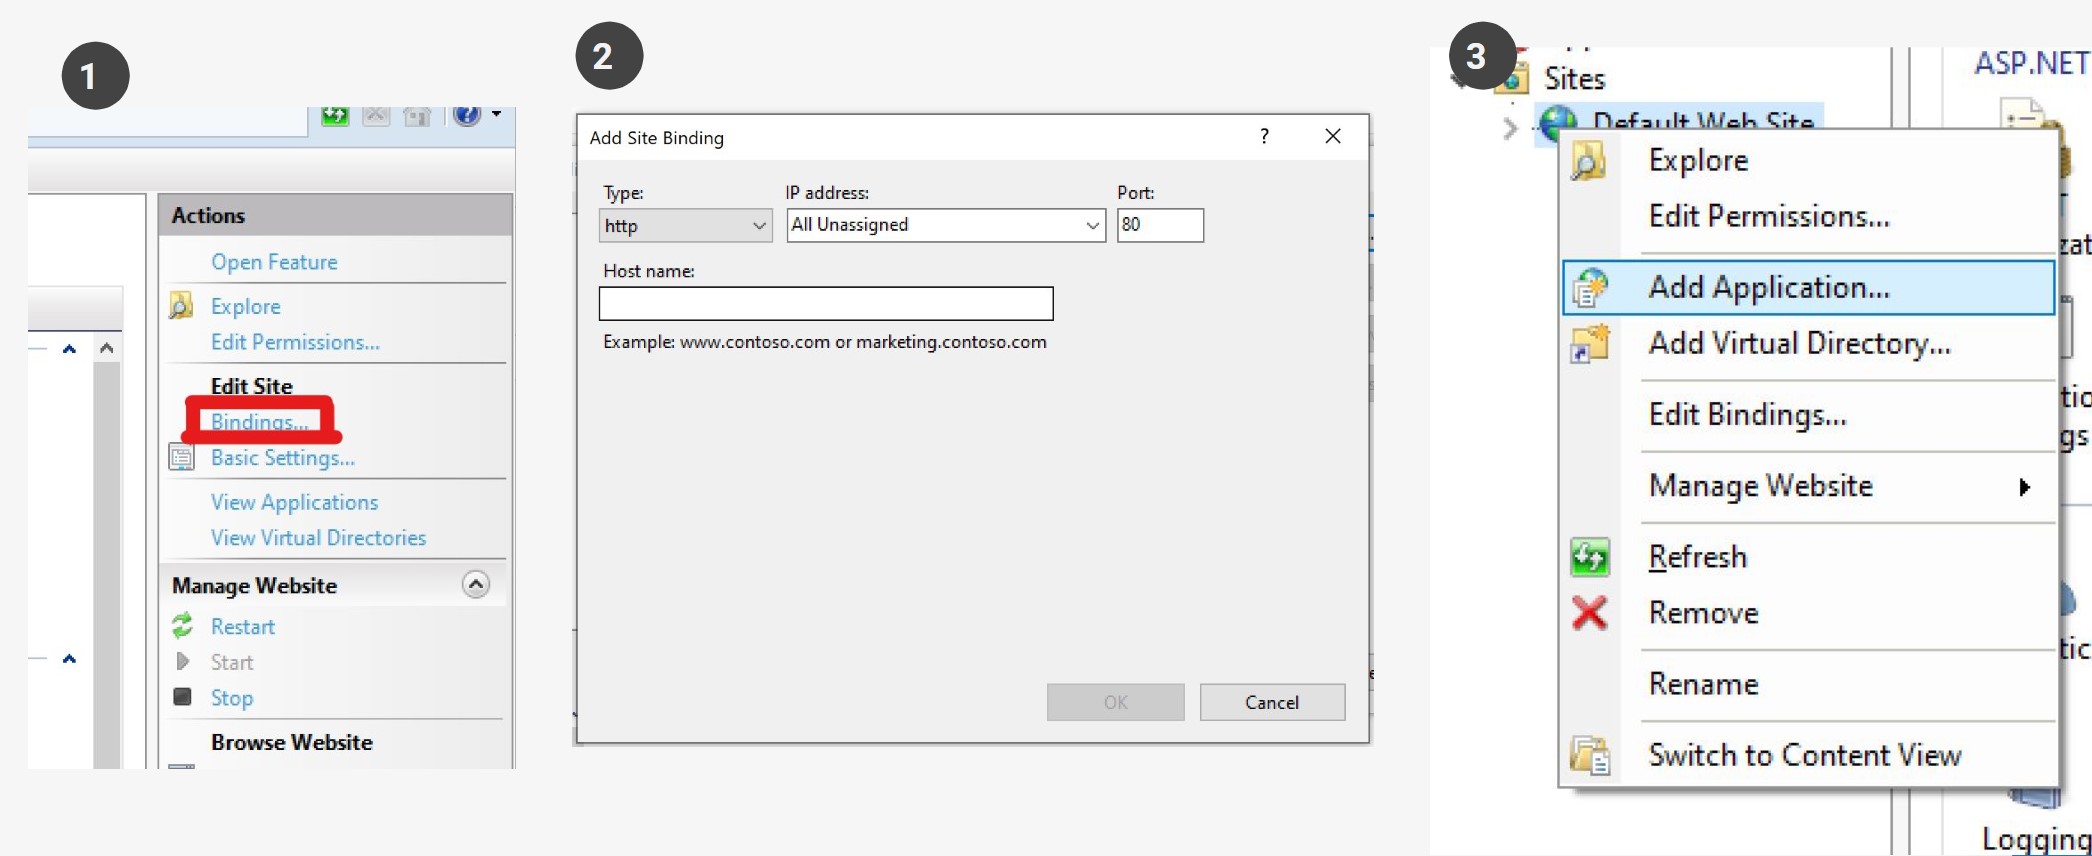 1
Actions
Open Feature
Explore
Edit Permissions...
Edit Site
Bindings...
Basic Settings...
View Applications
View Virtual Directories
Manage Website
Restart
Start
Stop
Browse Website
2
Add Site Binding
?
Type:
IP address:
Port:
http
All Unassigned
80
Host name:
Example: www.contoso.com or marketing.contoso.com
OK
Cancel
3
Sites
Default Web Site
Explore
Edit Permissions...
Add Application...
Add Virtual Directory...
Edit Bindings...
Manage Website
Refresh
Remove
Rename
Switch to Content View
ASP.NET
Logging